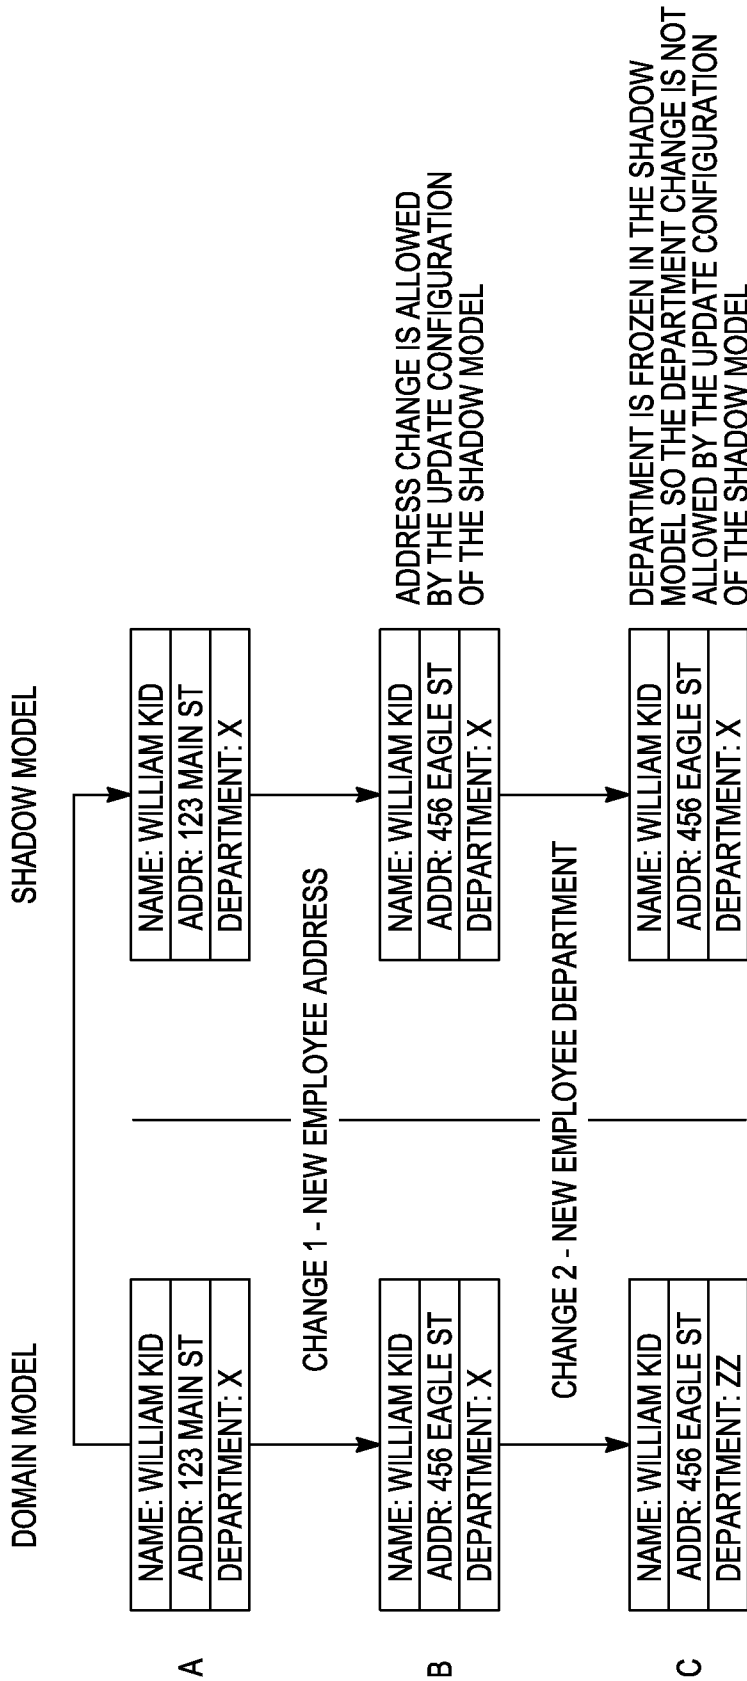 DOMAIN MODEL
SHADOW MODEL
A
NAME: WILLIAM KID
ADDR: 123 MAIN ST
DEPARTMENT: X
NAME: WILLIAM KID
ADDR: 123 MAIN ST
DEPARTMENT: X
CHANGE 1 - NEW EMPLOYEE ADDRESS
B
NAME: WILLIAM KID
ADDR: 456 EAGLE ST
DEPARTMENT: X
NAME: WILLIAM KID
ADDR: 456 EAGLE ST
DEPARTMENT: X
ADDRESS CHANGE IS ALLOWED
BY THE UPDATE CONFIGURATION
OF THE SHADOW MODEL
CHANGE 2 - NEW EMPLOYEE DEPARTMENT
C
NAME: WILLIAM KID
ADDR: 456 EAGLE ST
DEPARTMENT: ZZ
NAME: WILLIAM KID
ADDR: 456 EAGLE ST
DEPARTMENT: X
DEPARTMENT IS FROZEN IN THE SHADOW
MODEL SO THE DEPARTMENT CHANGE IS NOT
ALLOWED BY THE UPDATE CONFIGURATION
OF THE SHADOW MODEL